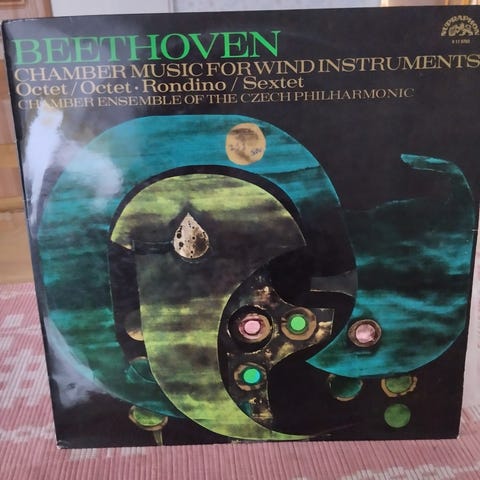 BEETHOVEN
SUPRAPHON
CHAMBER MUSIC FOR WIND INSTRUMENTS
Octet/Octet·Rondino/Sextet
CHAMBER ENSEMBLE OF THE CZECH PHILHARMONIC